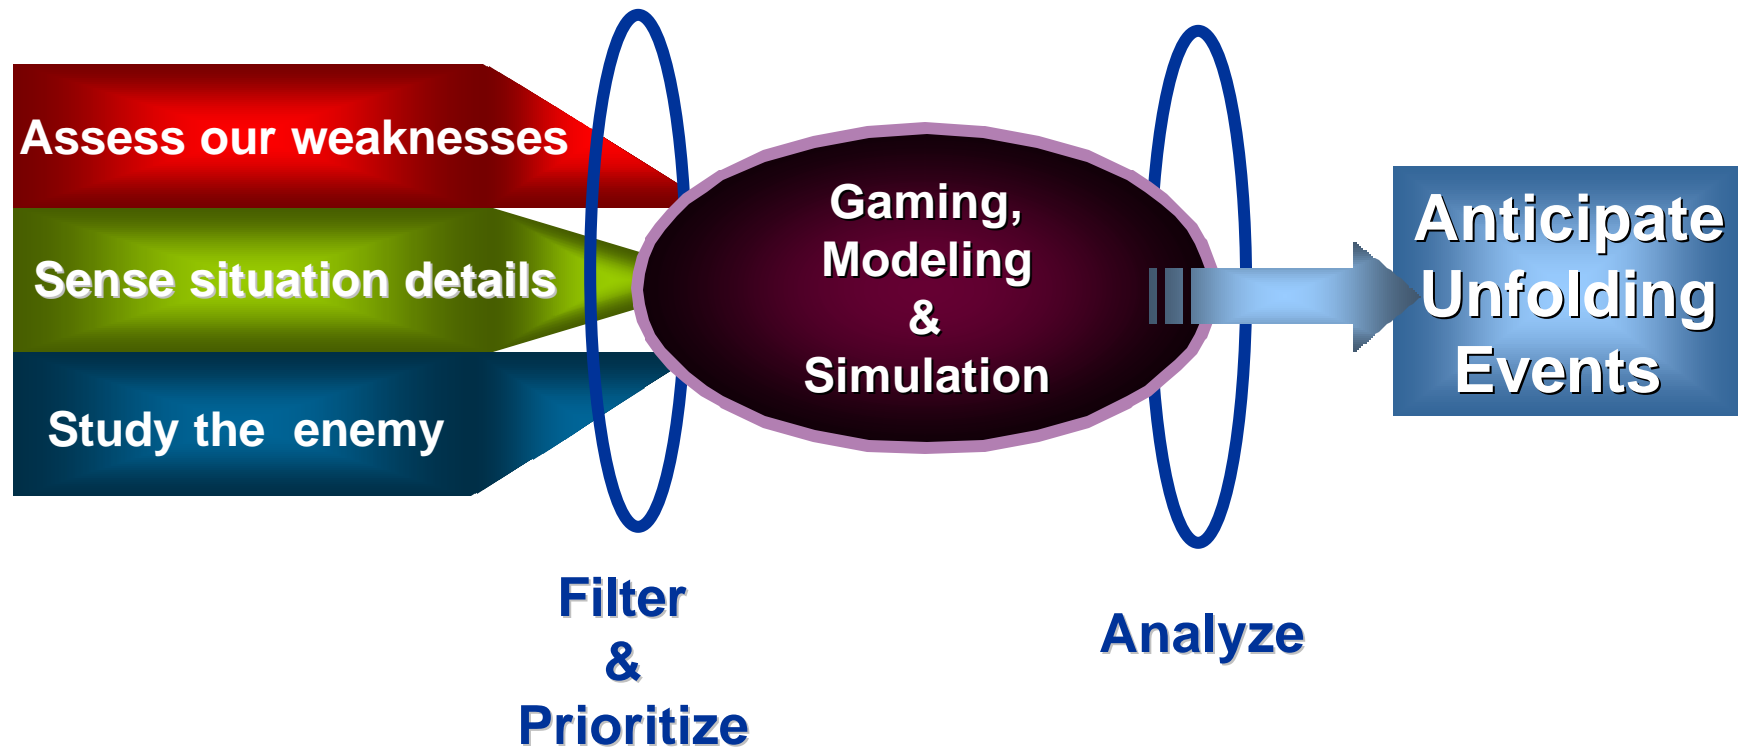 Assess our weaknesses
Sense situation details
Study the  enemy
Filter
&
Prioritize
Gaming,
Modeling
&
Simulation
Analyze
Anticipate
Unfolding
Events